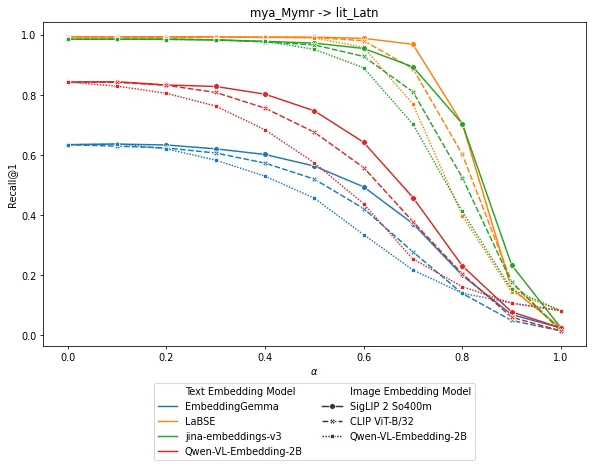 mya_Mymr -> lit_Latn
Recall@1
1.0
0.8
0.6
0.4
0.2
0.0
0.0 0.2 0.4 0.6 0.8 1.0
α
Text Embedding Model Image Embedding Model
EmbeddingGemma SigLIP 2 So400m
LaBSE CLIP ViT-B/32
jina-embeddings-v3 Qwen-VL-Embedding-2B
Qwen-VL-Embedding-2B